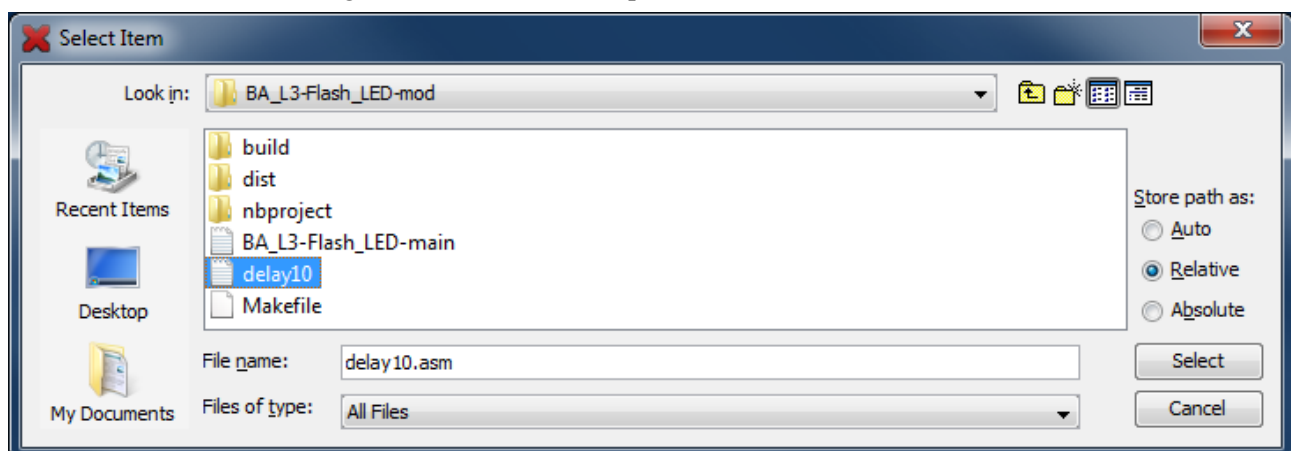 Select Item
Look in:
BA_L3-Flash_LED-mod
build
dist
nbproject
BA_L3-Flash_LED-main
delay10
Makefile
Recent Items
Desktop
My Documents
Store path as:
Auto
Relative
Absolute
File name:
delay10.asm
Select
Files of type:
All Files
Cancel